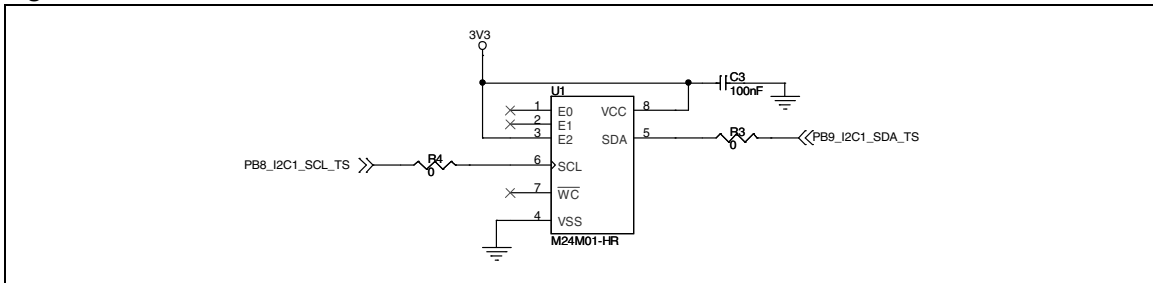 3V3
C3
100nF
U1
1 E0 VCC 8
2 E1
3 E2 SDA 5 R3 0 PB9_I2C1_SDA_TS
PB8_I2C1_SCL_TS R4 0 6 SCL
7 WC
4 VSS
M24M01-HR